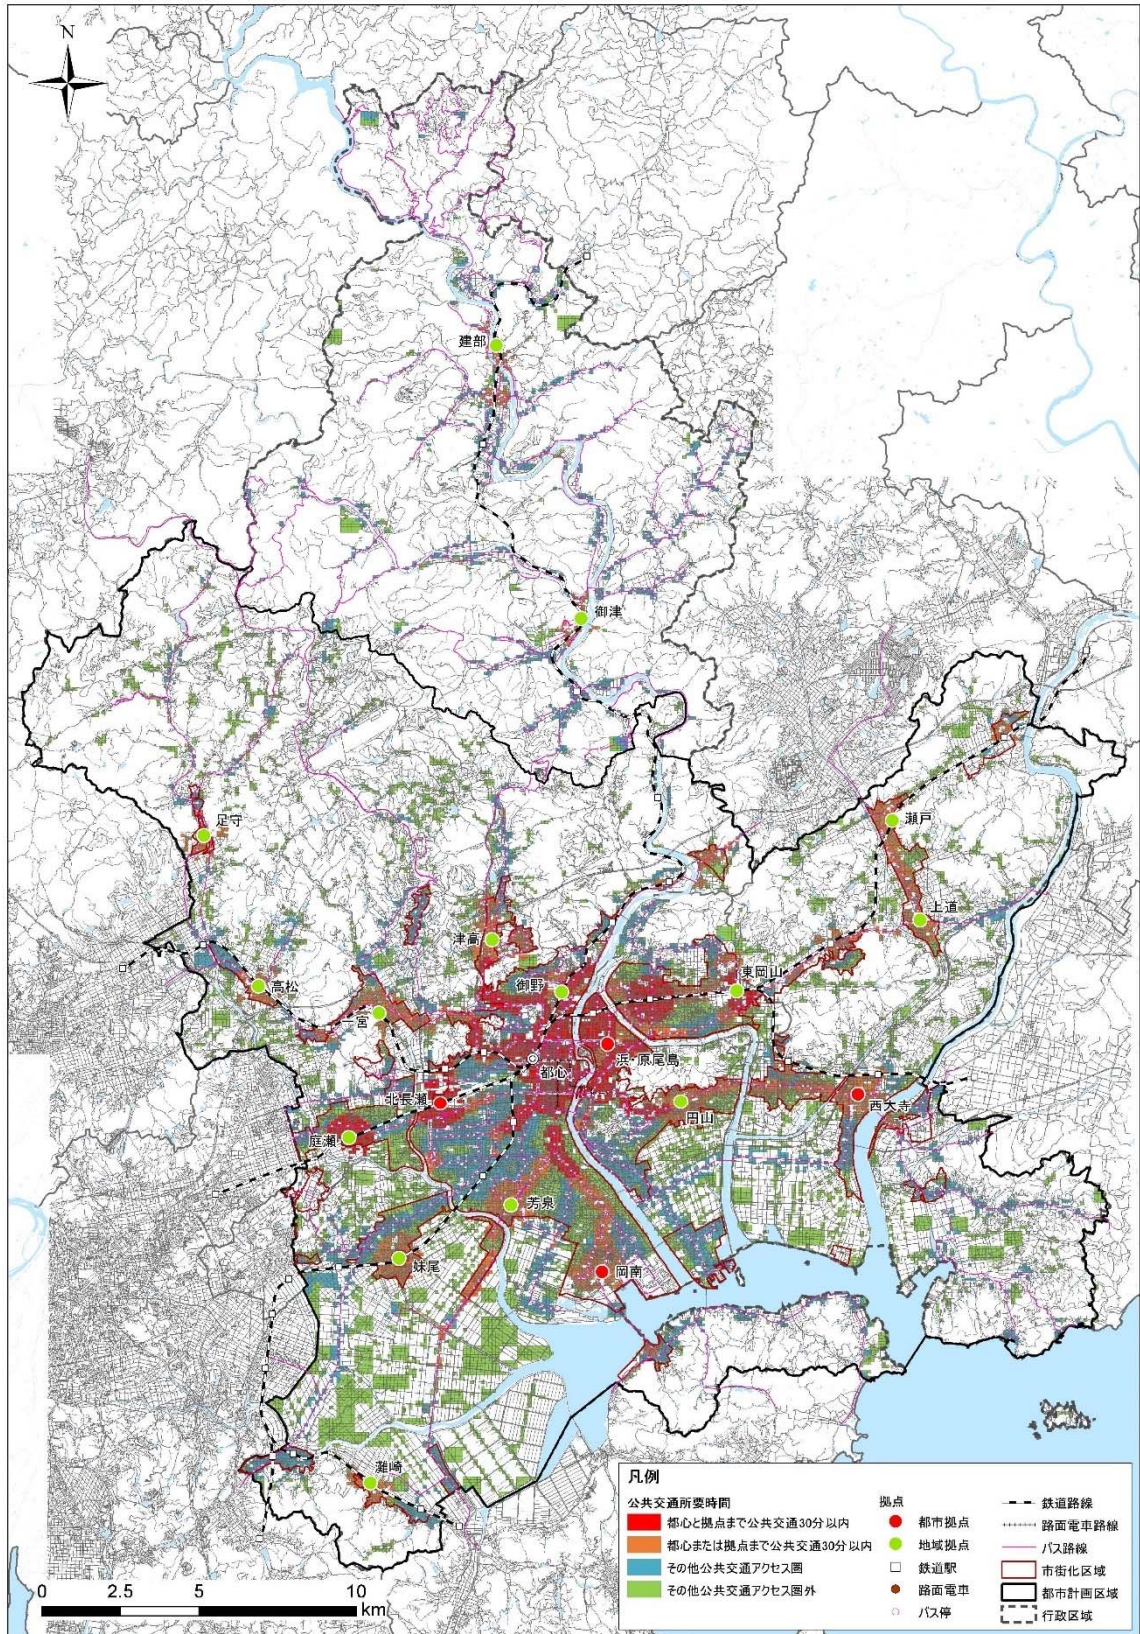 N
建部
御津
足守
瀬戸
上道
津高
高松
御野
東岡山
一宮
浜・原尾島
都心
北長瀬
円山
西大寺
庭瀬
芳泉
妹尾
岡南
灘崎
凡例
公共交通所要時間
都心と拠点まで公共交通30分以内
都心または拠点まで公共交通30分以内
その他公共交通アクセス圏
その他公共交通アクセス圏外
拠点
都市拠点
地域拠点
鉄道駅
路面電車
バス停
鉄道路線
路面電車路線
バス路線
市街化区域
都市計画区域
行政区域
0 2.5 5 10
km